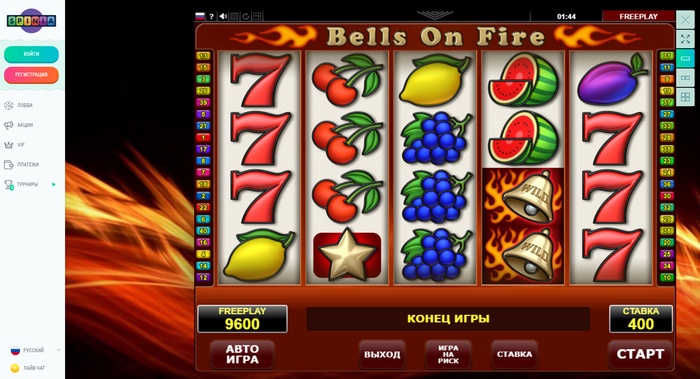 SPINIA
ВОЙТИ
РЕГИСТРАЦИЯ
ЛОББИ
АКЦИИ
VIP
ПЛАТЕЖИ
ТУРНИРЫ
РУССКИЙ
ЛАЙВ ЧАТ
?
01:44
FREEPLAY
Bells On Fire
WILD
WILD
FREEPLAY
9600
КОНЕЦ ИГРЫ
СТАВКА
400
АВТО
ИГРА
ВЫХОД
ИГРА
НА
РИСК
СТАВКА
СТАРТ